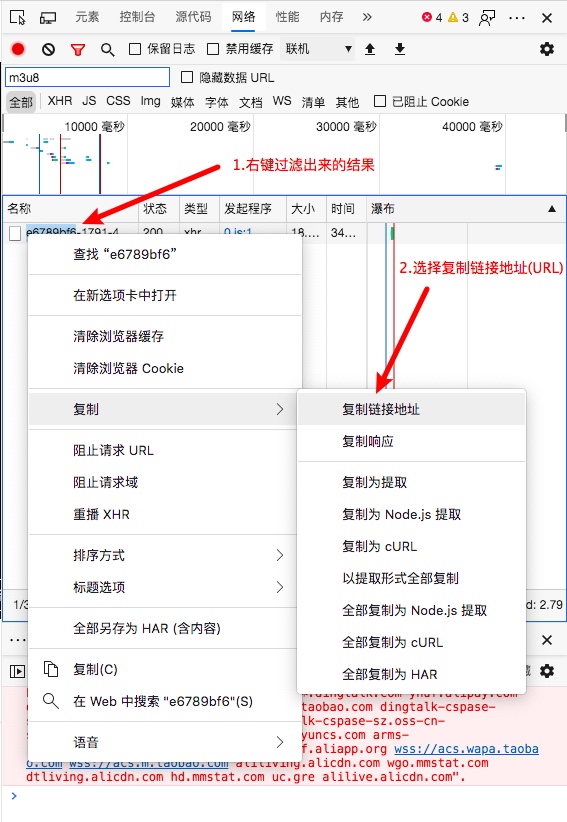 元素 控制台 源代码 网络 性能 内存 4 3
保留日志 禁用缓存 联机
m3u8 隐藏数据 URL
全部 XHR JS CSS Img 媒体 字体 文档 WS 清单 其他 已阻止 Cookie
10000 毫秒 20000 毫秒 30000 毫秒 40000 毫秒
1.右键过滤出来的结果
名称 状态 类型 发起程序 大小 时间 瀑布
e6789bf6-1791-4... 200 xhr 0.js:1 18.... 34...
查找 “e6789bf6”
2.选择复制链接地址(URL)
在新选项卡中打开
清除浏览器缓存
清除浏览器 Cookie
复制 复制链接地址
复制响应
阻止请求 URL
阻止请求域 复制为提取
重播 XHR 复制为 Node.js 提取
复制为 cURL
排序方式 以提取形式全部复制
标题选项
1/3 全部复制为 Node.js 提取 d: 2.79
全部另存为 HAR (含内容)
全部复制为 cURL
复制(C) 全部复制为 HAR
在 Web 中搜索 "e6789bf6"(S)
taobao.com dingtalk-cspase-
lk-cspase-sz.oss-cn-
yuncs.com arms-
语音
f.aliapp.org wss://acs.wapa.taoba
o.com wss://acs.m.taobao.com aliliving.alicdn.com wgo.mmstat.com
dtliving.alicdn.com hd.mmstat.com uc.gre alilive.alicdn.com".